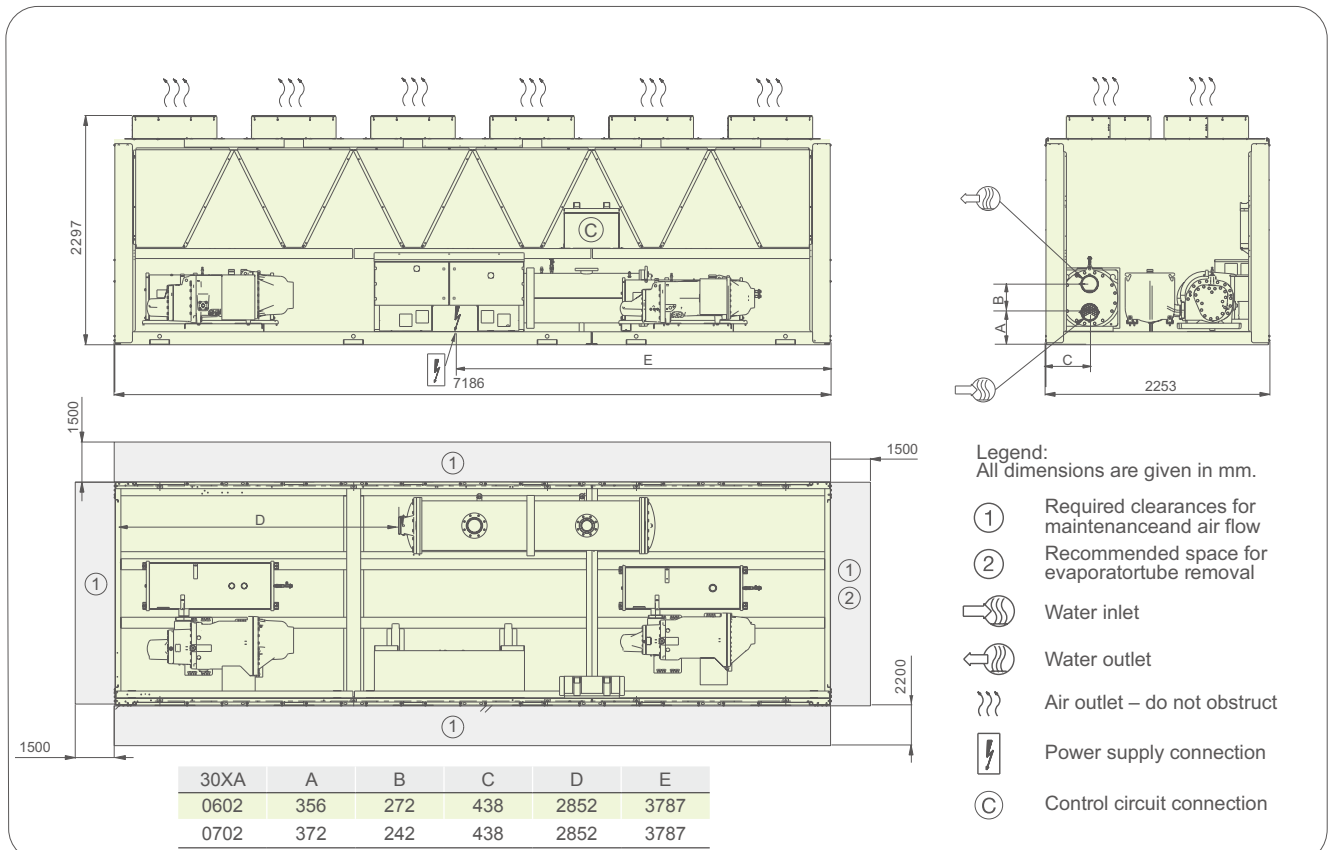 2297
C
B
A
C
E
7186
2253
1500
1
1500
D
1
1
2
2200
1
1500
Legend:
All dimensions are given in mm.
1 Required clearances for
maintenanceand air flow
2 Recommended space for
evaporatortube removal
Water inlet
Water outlet
Air outlet – do not obstruct
Power supply connection
C Control circuit connection
30XA A B C D E
0602 356 272 438 2852 3787
0702 372 242 438 2852 3787